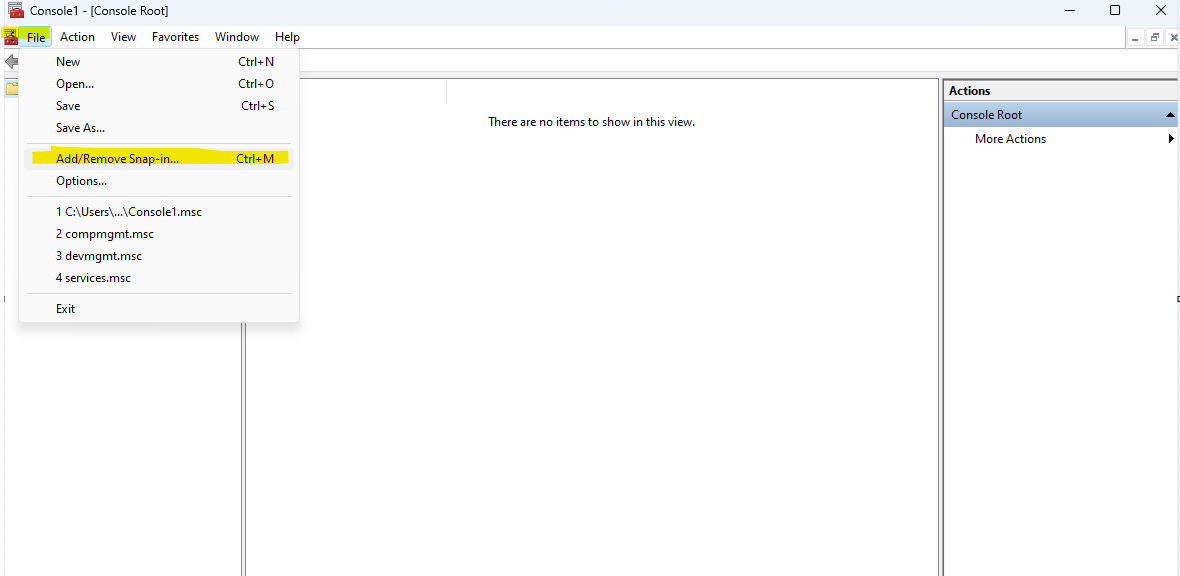 Console1 - [Console Root]
File Action View Favorites Window Help
New Ctrl+N
Open... Ctrl+O
Save Ctrl+S
Save As...
Add/Remove Snap-in... Ctrl+M
Options...
1 C:\Users\...\Console1.msc
2 compmgmt.msc
3 devmgmt.msc
4 services.msc
Exit
There are no items to show in this view.
Actions
Console Root
More Actions